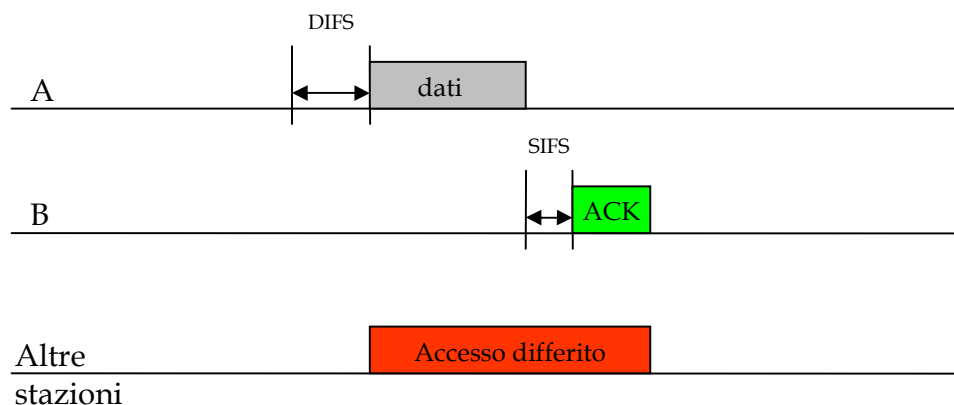 DIFS
A
dati
SIFS
B
ACK
Altre
stazioni
Accesso differito